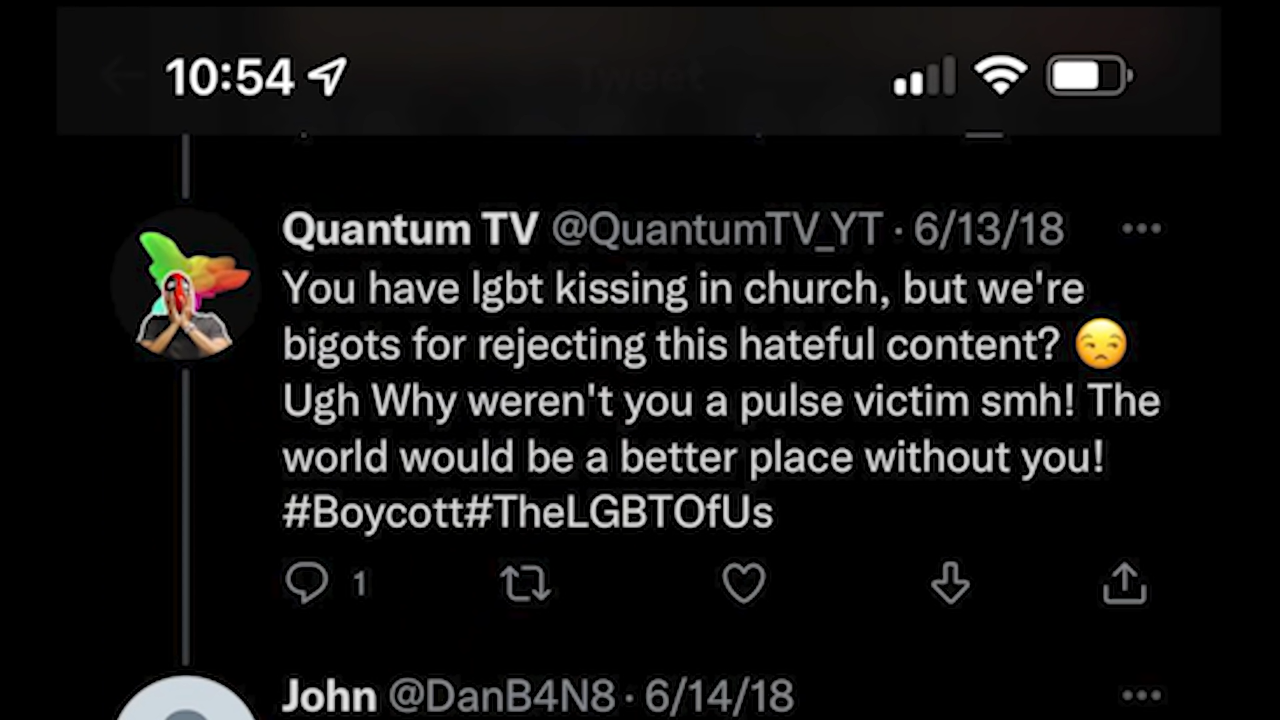 10:54
Tweet
Quantum TV @QuantumTV_YT · 6/13/18
You have lgbt kissing in church, but we're
bigots for rejecting this hateful content? 😒
Ugh Why weren't you a pulse victim smh! The
world would be a better place without you!
#Boycott#TheLGBTOfUs
1
John @DanB4N8 · 6/14/18